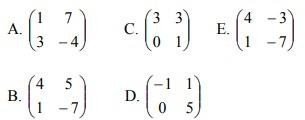 A. (1 7
3 -4) C. (3 3
0 1) E. (4 -3
1 -7)
B. (4 5
1 -7) D. (-1 1
0 5)